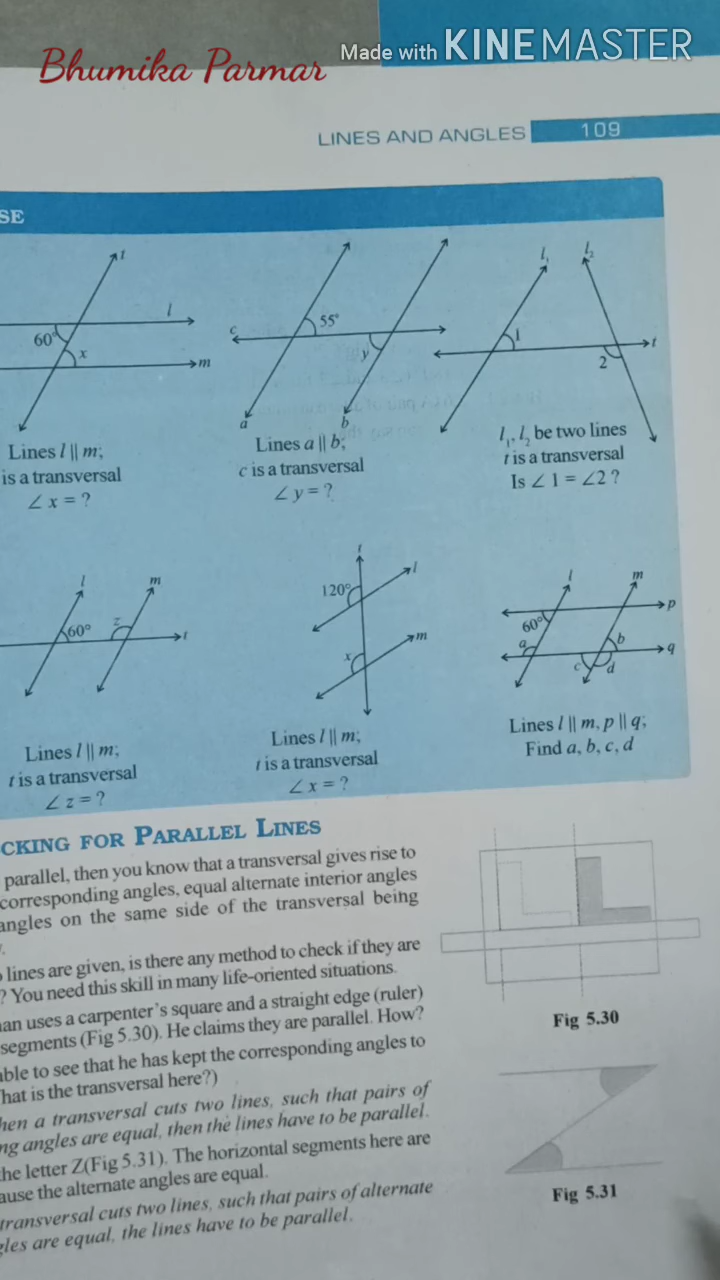 Bhumika Parmar
Made with KINEMASTER
LINES AND ANGLES 109
SE
t
l
60°
x
m
Lines l || m;
is a transversal
∠ x = ?
c
55°
y
a
b
Lines a || b;
c is a transversal
∠ y = ?
l₁
l₂
1
t
2
l₁, l₂ be two lines
t is a transversal
Is ∠ 1 = ∠2 ?
l
m
60°
z
t
Lines l || m;
t is a transversal
∠ z = ?
t
120°
l
x
m
Lines l || m;
t is a transversal
∠ x = ?
l
m
p
60°
a
b
q
c
d
Lines l || m, p || q;
Find a, b, c, d
CKING FOR PARALLEL LINES
parallel, then you know that a transversal gives rise to
corresponding angles, equal alternate interior angles
angles on the same side of the transversal being
lines are given, is there any method to check if they are
? You need this skill in many life-oriented situations.
an uses a carpenter's square and a straight edge (ruler)
segments (Fig 5.30). He claims they are parallel. How?
able to see that he has kept the corresponding angles to
hat is the transversal here?)
hen a transversal cuts two lines, such that pairs of
ng angles are equal, then the lines have to be parallel.
he letter Z(Fig 5.31). The horizontal segments here are
ause the alternate angles are equal.
transversal cuts two lines, such that pairs of alternate
gles are equal, the lines have to be parallel.
Fig 5.30
Fig 5.31